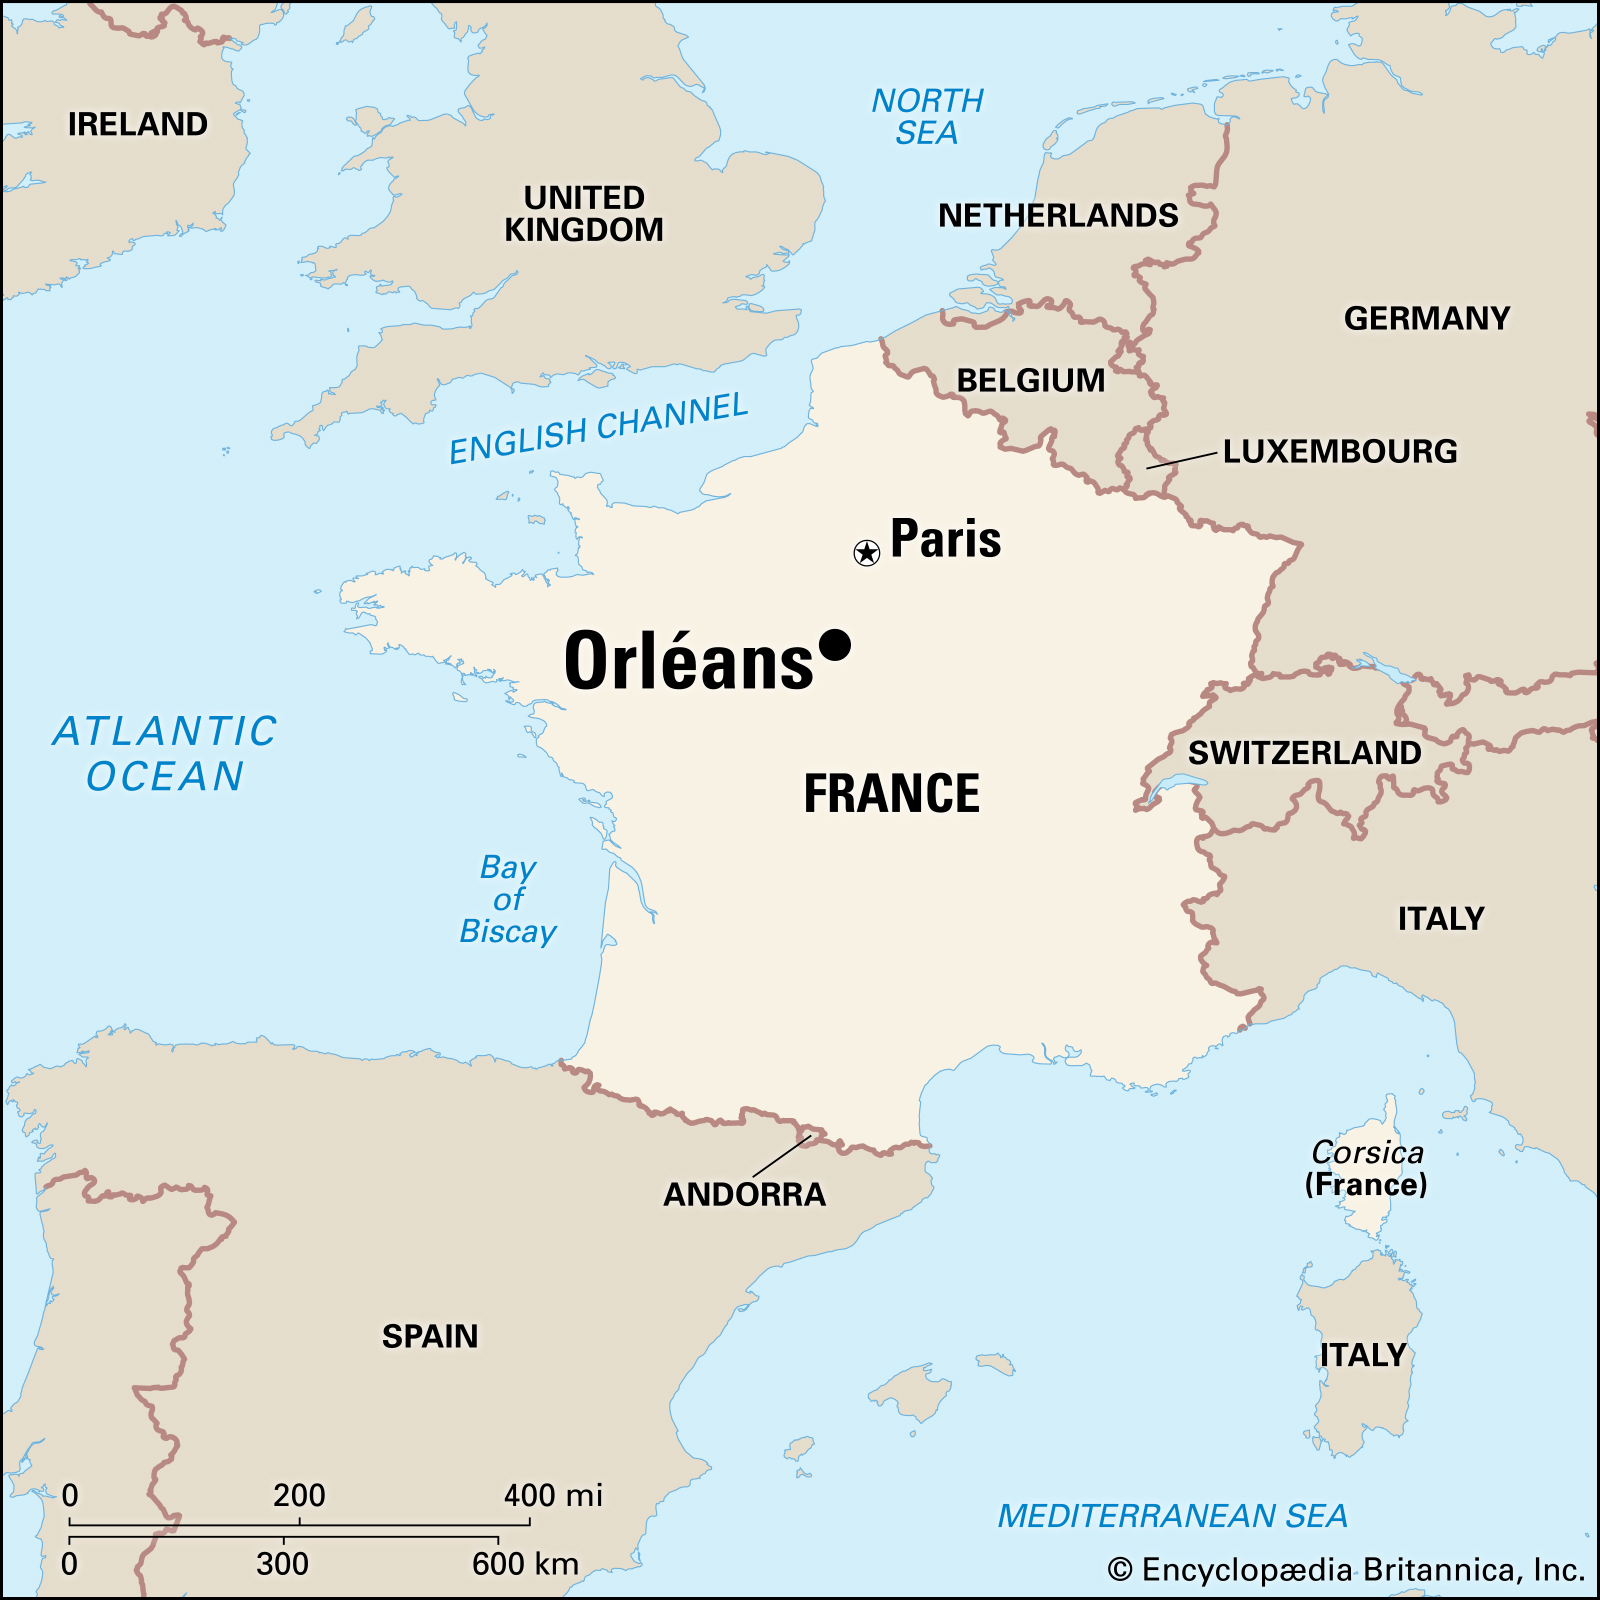 IRELAND
UNITED
KINGDOM
NORTH
SEA
NETHERLANDS
GERMANY
BELGIUM
LUXEMBOURG
ENGLISH CHANNEL
Paris
Orléans
ATLANTIC
OCEAN
FRANCE
SWITZERLAND
Bay
of
Biscay
ITALY
ANDORRA
Corsica
(France)
SPAIN
ITALY
0 200 400 mi
0 300 600 km
MEDITERRANEAN SEA
© Encyclopædia Britannica, Inc.